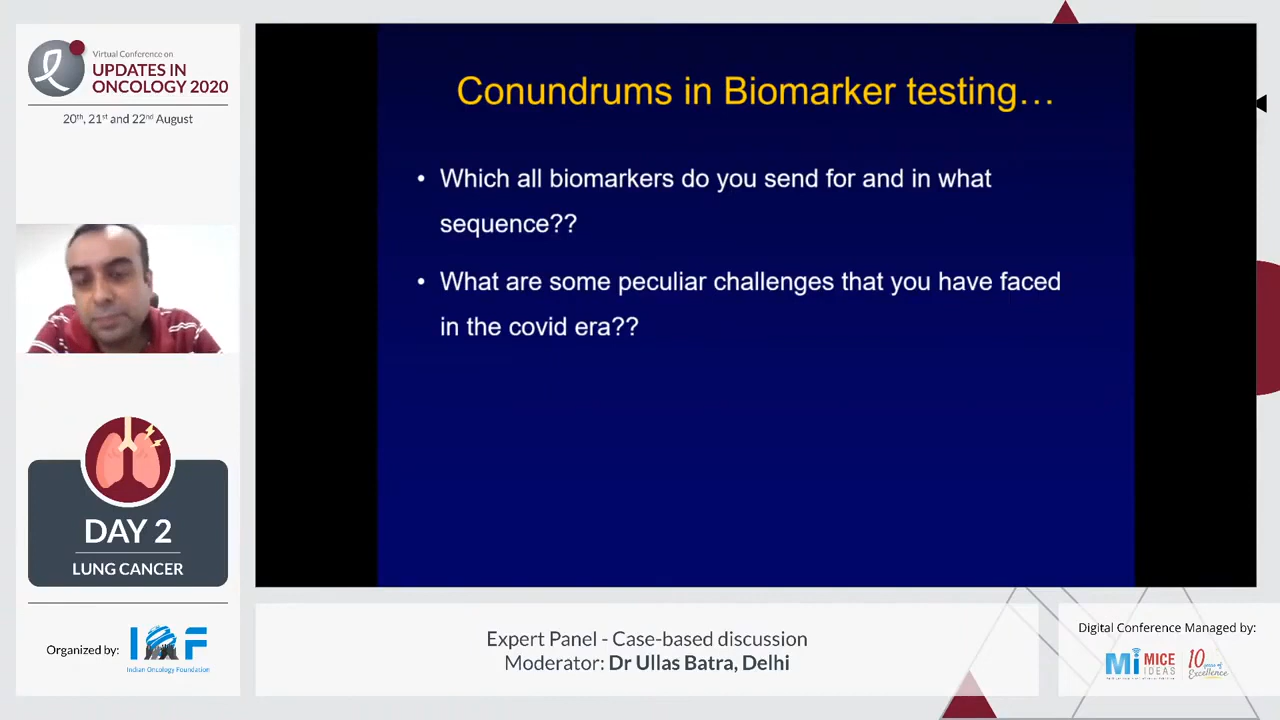 Virtual Conference on
UPDATES IN
ONCOLOGY 2020
20th, 21st and 22nd August
Conundrums in Biomarker testing…
• Which all biomarkers do you send for and in what
sequence??
• What are some peculiar challenges that you have faced
in the covid era??
DAY 2
LUNG CANCER
Organized by:
IOF
Indian Oncology Foundation
Expert Panel - Case-based discussion
Moderator: Dr Ullas Batra, Delhi
Digital Conference Managed by:
Mi MICE
IDEAS
10 years of
Excellence